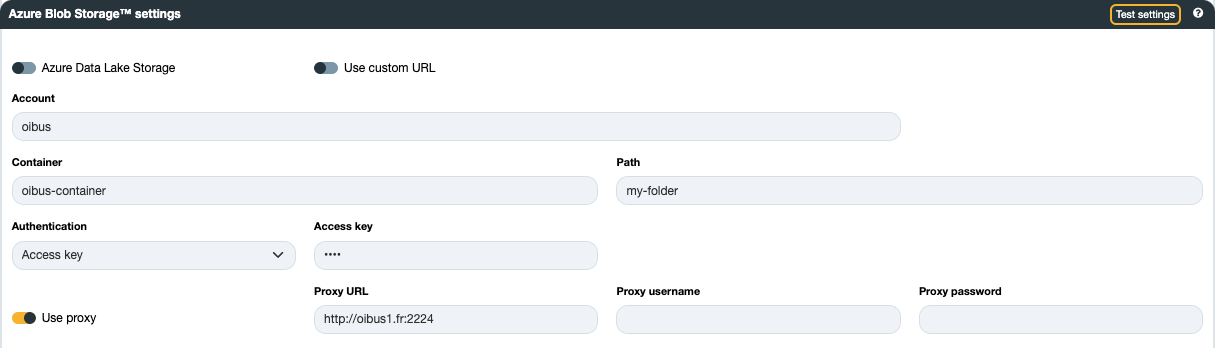 Azure Blob Storage™ settings Test settings ?
Azure Data Lake Storage Use custom URL
Account
oibus
Container Path
oibus-container my-folder
Authentication Access key
Access key ••••
Proxy URL Proxy username Proxy password
Use proxy http://oibus1.fr:2224